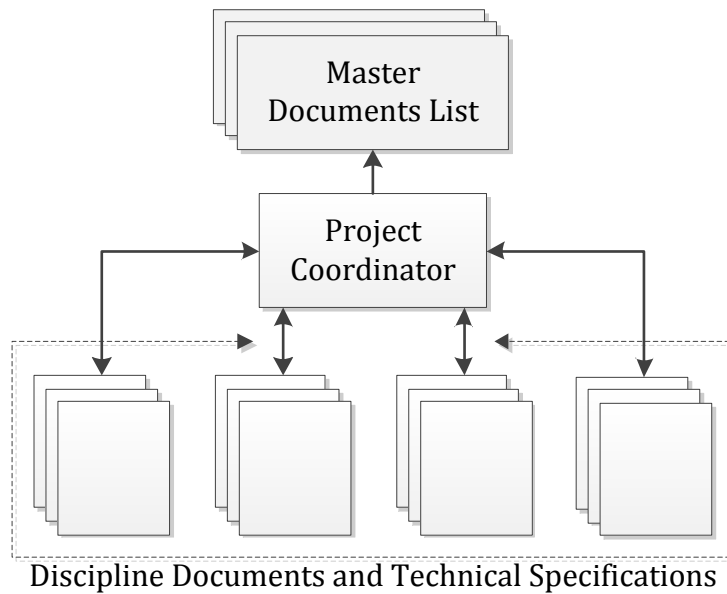 Master
Documents List
Project
Coordinator
Discipline Documents and Technical Specifications